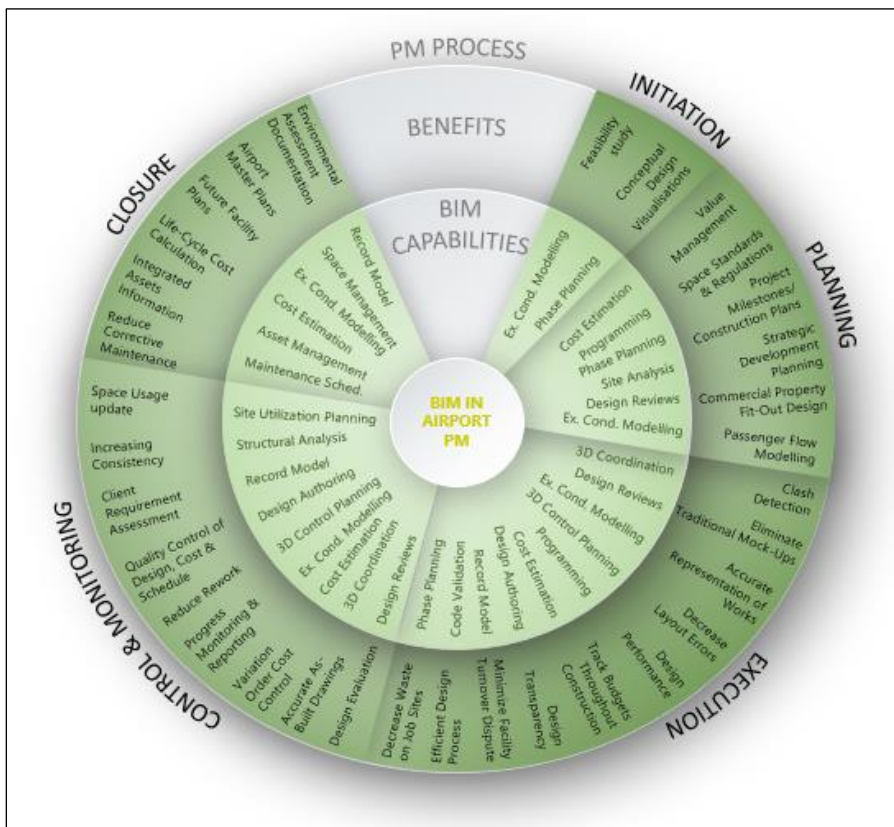 PM PROCESS
BENEFITS
BIM
CAPABILITIES
BIM IN
AIRPORT
PM
INITIATION
Feasibility
study
Conceptual
Design
Visualisations
Ex. Cond. Modelling
Phase Planning
PLANNING
Value
Management
Space Standards
& Regulations
Project
Milestones/
Construction Plans
Strategic
Development
Planning
Commercial Property
Fit-Out Design
Passenger Flow
Modelling
Cost Estimation
Programming
Phase Planning
Site Analysis
Design Reviews
Ex. Cond. Modelling
EXECUTION
Clash
Detection
Eliminate
Traditional Mock-Ups
Accurate
Representation of
Works
Decrease
Layout Errors
Design
Performance
Track Budgets
Throughout
Construction
Design
Transparency
Minimize Facility
Turnover Dispute
Efficient Design
Process
Decrease Waste
on Job Sites
3D Coordination
Design Reviews
Ex. Cond. Modelling
3D Control Planning
Programming
Cost Estimation
Design Authoring
Record Model
Code Validation
Phase Planning
CONTROL & MONITORING
Design Evaluation
Accurate As-
Built Drawings
Variation
Order Cost
Control
Progress
Monitoring &
Reporting
Reduce Rework
Quality Control of
Design, Cost &
Schedule
Client
Requirement
Assessment
Increasing
Consistency
Space Usage
update
Design Reviews
3D Coordination
Cost Estimation
Ex. Cond. Modelling
3D Control Planning
Design Authoring
Record Model
Structural Analysis
Site Utilization Planning
CLOSURE
Reduce
Corrective
Maintenance
Integrated
Assets
Information
Life-Cycle Cost
Calculation
Future Facility
Plans
Airport
Master Plans
Environmental
Assessment
Documentation
Maintenance Sched.
Asset Management
Cost Estimation
Ex. Cond. Modelling
Space Management
Record Model